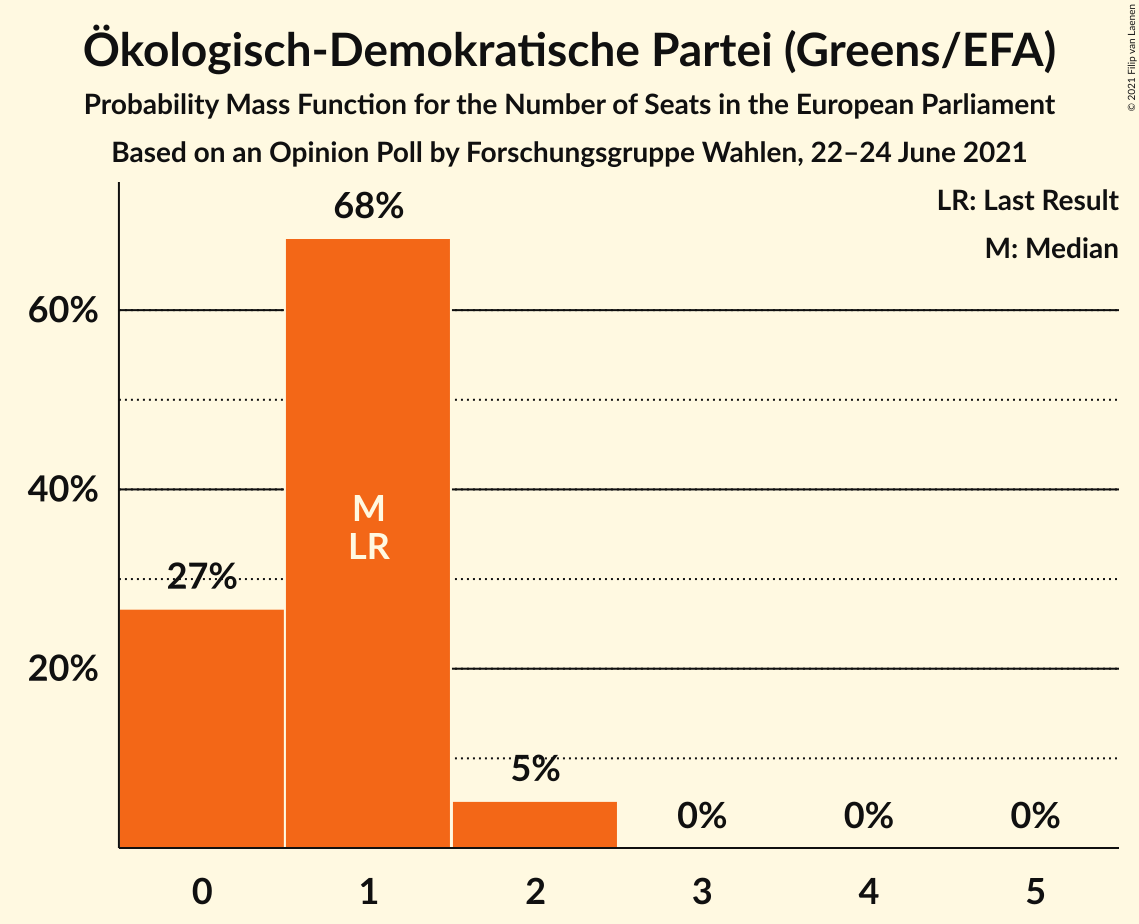 Ökologisch-Demokratische Partei (Greens/EFA)
Probability Mass Function for the Number of Seats in the European Parliament
Based on an Opinion Poll by Forschungsgruppe Wahlen, 22–24 June 2021
© 2021 Filip van Laenen
LR: Last Result
M: Median
68%
60%
40%
M
LR
27%
20%
5%
0%
0%
0%
0
1
2
3
4
5